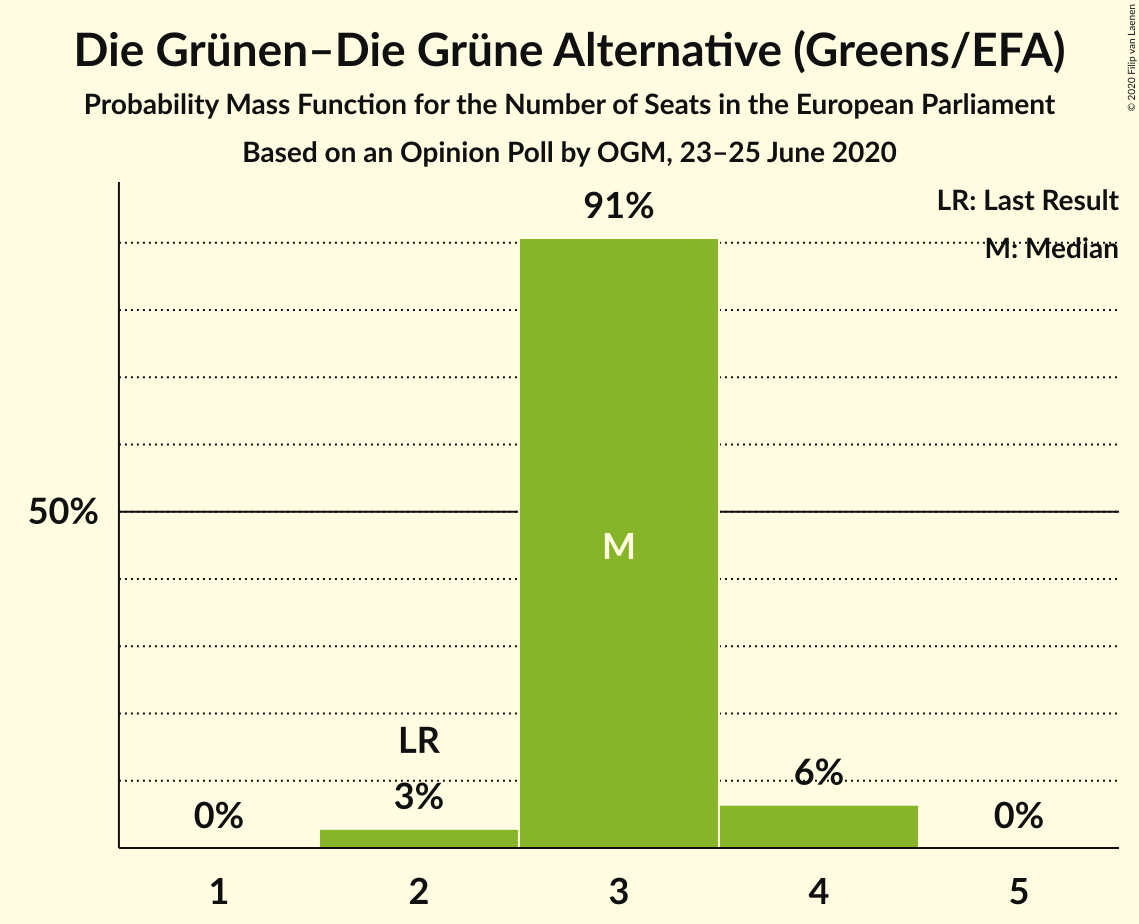 Die Grünen–Die Grüne Alternative (Greens/EFA)
Probability Mass Function for the Number of Seats in the European Parliament
Based on an Opinion Poll by OGM, 23–25 June 2020
© 2020 Filip van Laenen
LR: Last Result
M: Median
91%
50%
M
LR
3%
6%
0%
0%
1 2 3 4 5